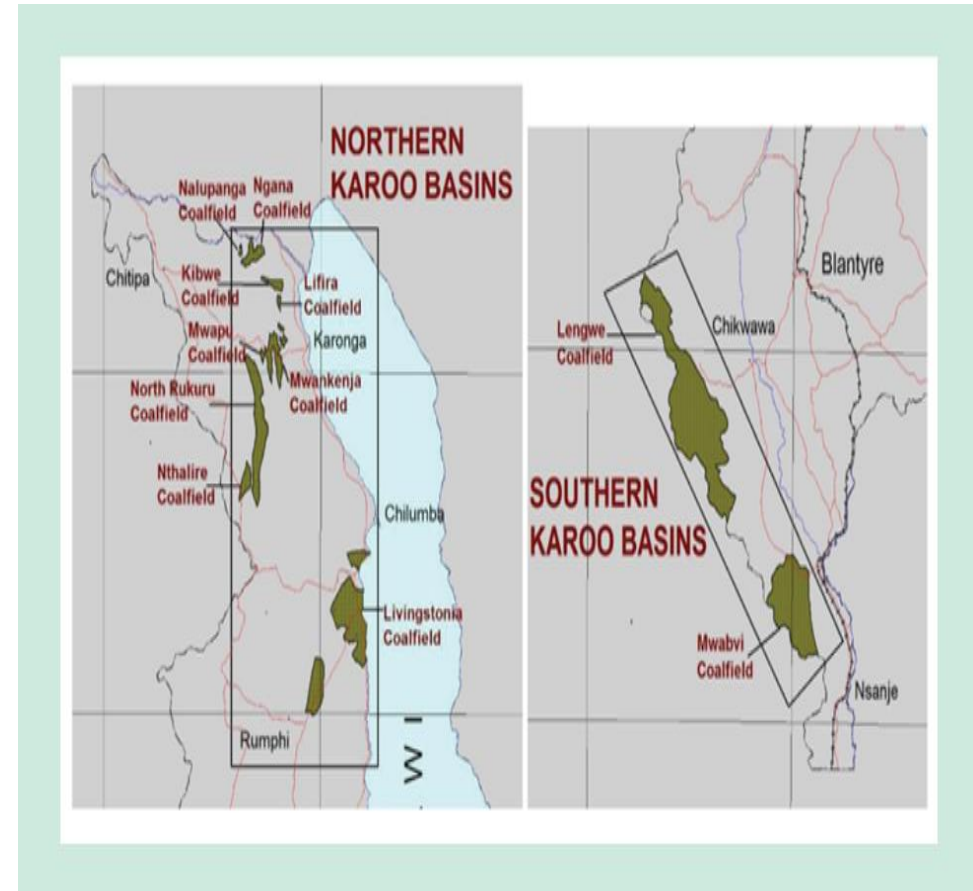 NORTHERN
KAROO BASINS
Nalupanga
Coalfield
Ngana
Coalfield
Chitipa
Kibwe
Coalfield
Lifira
Coalfield
Mwapu
Coalfield
Karonga
North Rukuru
Coalfield
Mwankenja
Coalfield
Nthalire
Coalfield
Chilumba
Livingstonia
Coalfield
Rumphi
W I
Blantyre
Lengwe
Coalfield
Chikwawa
SOUTHERN
KAROO BASINS
Mwabvi
Coalfield
Nsanje